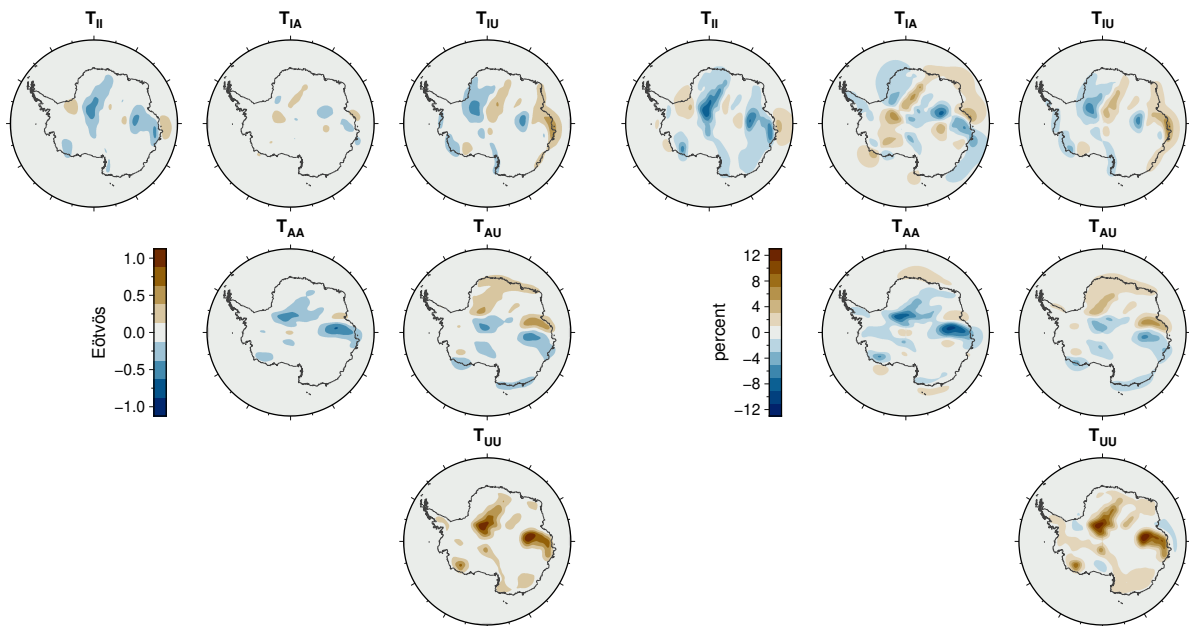 T_II T_IA T_IU T_II T_IA T_IU
T_AA T_AU T_AA T_AU
1.0
0.5
0.0
−0.5
−1.0
Eötvös
12
8
4
0
−4
−8
−12
percent
T_UU T_UU